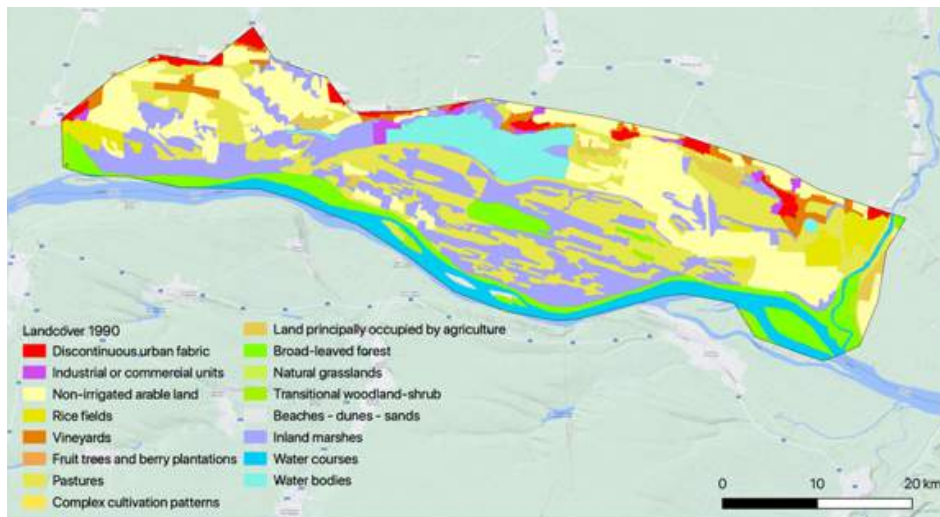 Landcover 1990
Discontinuous urban fabric
Industrial or commercial units
Non-irrigated arable land
Rice fields
Vineyards
Fruit trees and berry plantations
Pastures
Complex cultivation patterns
Land principally occupied by agriculture
Broad-leaved forest
Natural grasslands
Transitional woodland-shrub
Beaches - dunes - sands
Inland marshes
Water courses
Water bodies
0 10 20 km